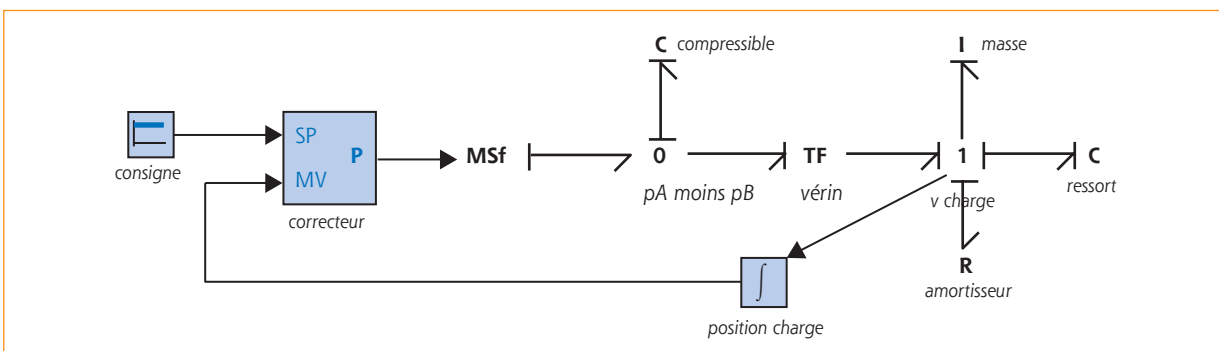 C compressible
I masse
SP
P
MV
consigne
correcteur
MSf
0
TF
1
C
pA moins pB
vérin
v charge
ressort
R
amortisseur
∫
position charge